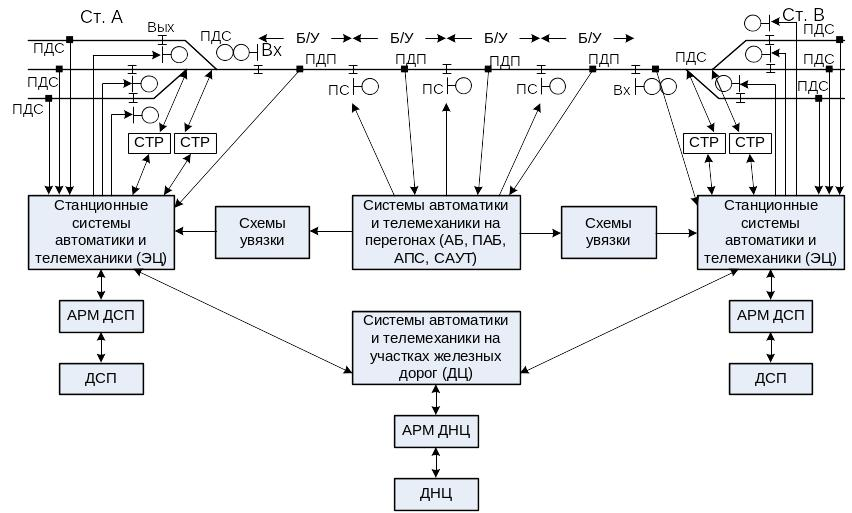 Ст. А
Вых
ПДС
Вх
Б/У
Б/У
Б/У
Б/У
Ст. В
ПДС
ПДС
ПДП
ПДП
ПДП
ПДП
ПДС
ПДС
ПДС
ПДС
ПДС
ПС
ПС
ПС
Вх
СТР
СТР
СТР
СТР
Станционные
системы
автоматики и
телемеханики (ЭЦ)
Схемы
увязки
Системы автоматики
и телемеханики на
перегонах (АБ, ПАБ,
АПС, САУТ)
Схемы
увязки
Станционные
системы
автоматики и
телемеханики (ЭЦ)
АРМ ДСП
ДСП
Системы автоматики
и телемеханики на
участках железных
дорог (ДЦ)
АРМ ДСП
ДСП
АРМ ДНЦ
ДНЦ